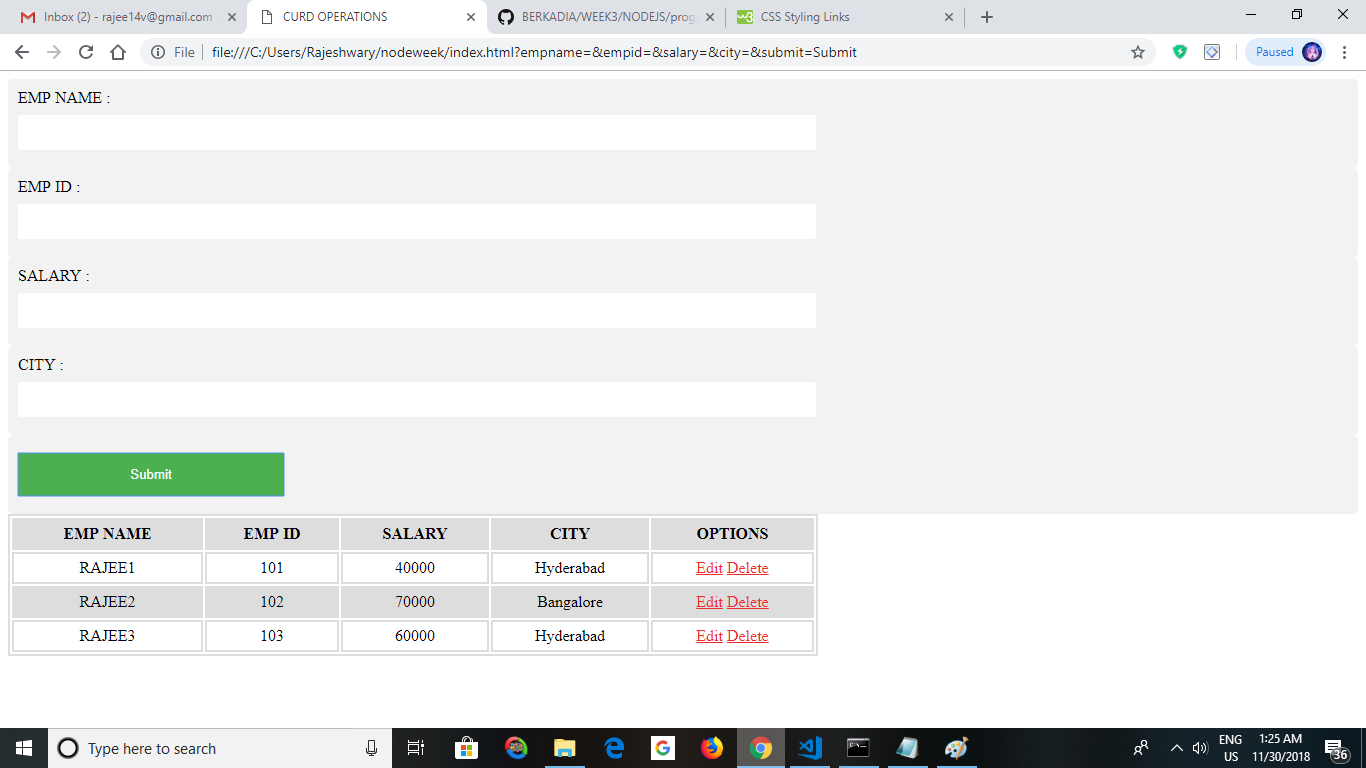 Inbox (2) - rajee14v@gmail.com
CURD OPERATIONS
BERKADIA/WEEK3/NODEJS/prog
CSS Styling Links
File
file:///C:/Users/Rajeshwary/nodeweek/index.html?empname=&empid=&salary=&city=&submit=Submit
Paused
EMP NAME :
EMP ID :
SALARY :
CITY :
Submit
EMP NAME EMP ID SALARY CITY OPTIONS
RAJEE1 101 40000 Hyderabad Edit Delete
RAJEE2 102 70000 Bangalore Edit Delete
RAJEE3 103 60000 Hyderabad Edit Delete
Type here to search
ENG
US
1:25 AM
11/30/2018
36